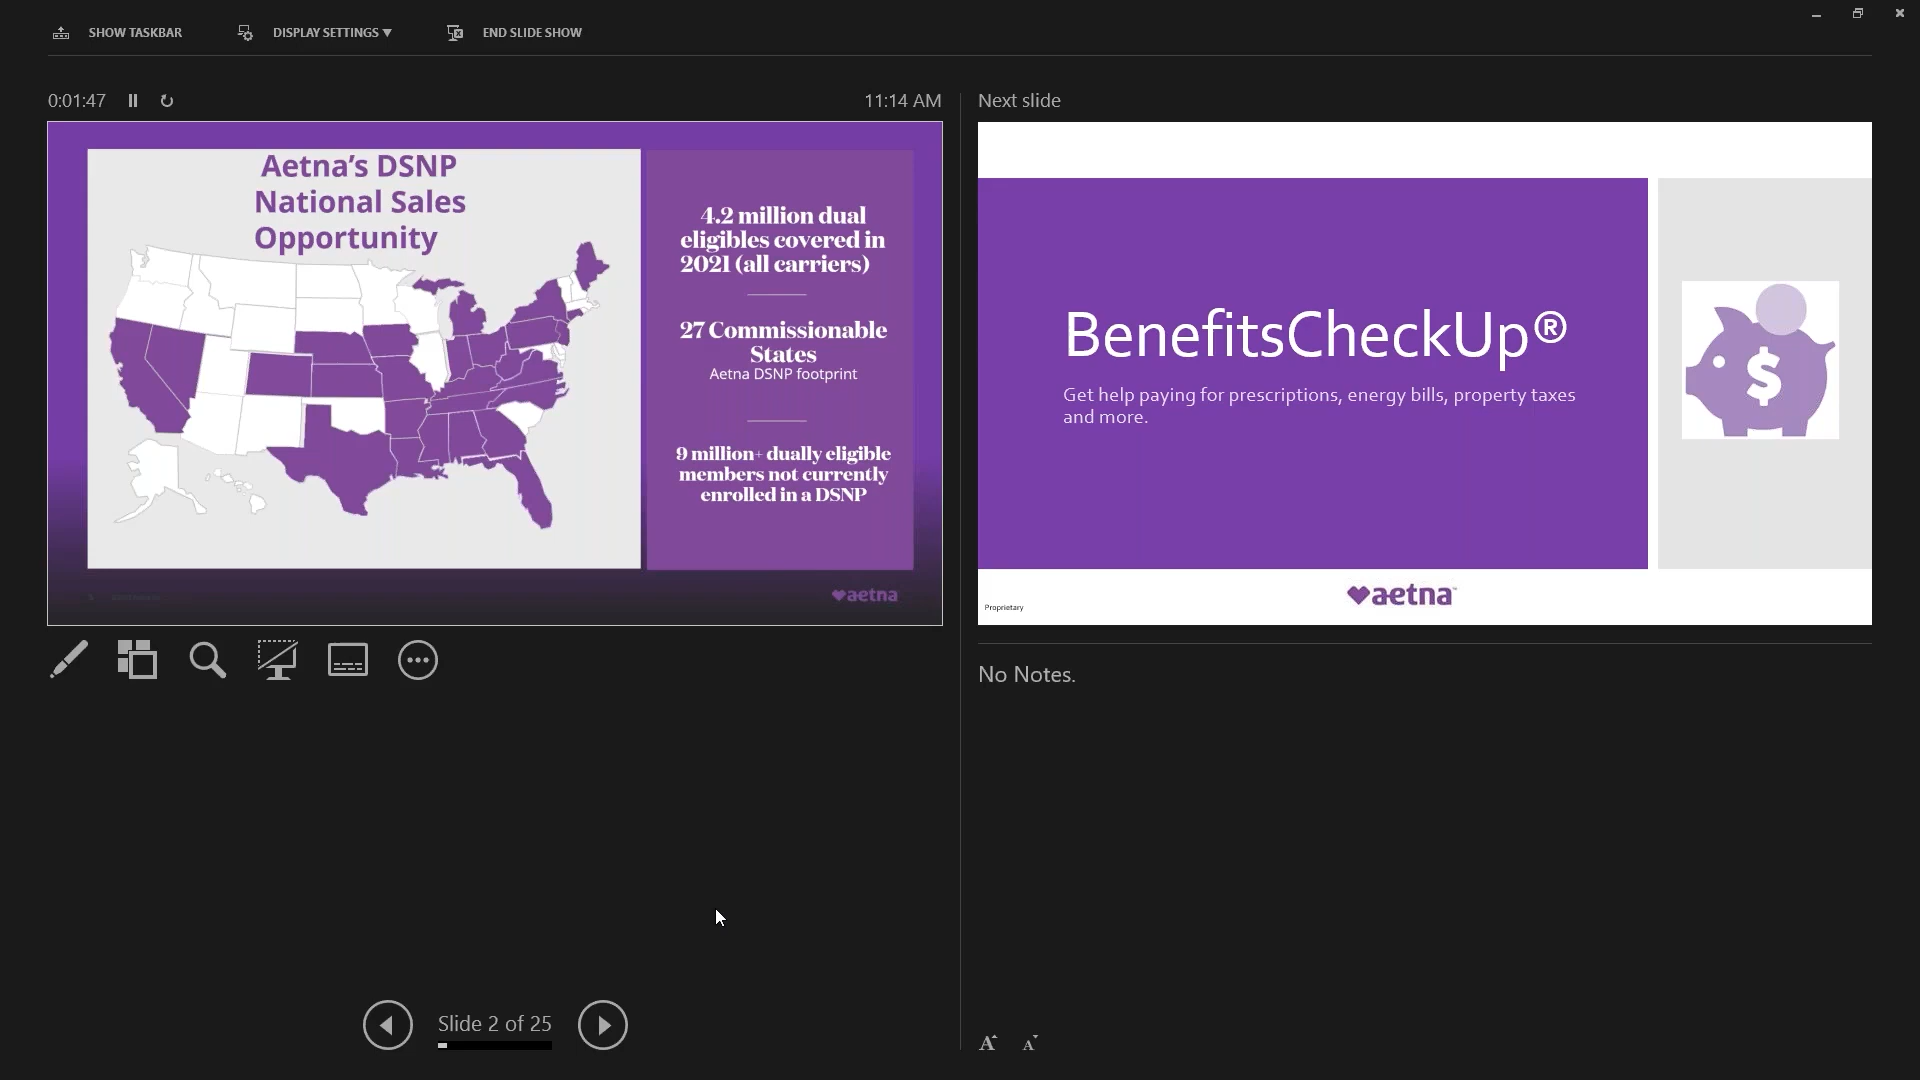 SHOW TASKBAR
DISPLAY SETTINGS ▼
END SLIDE SHOW
0:01:47
11:14 AM
Next slide
Aetna’s DSNP
National Sales
Opportunity
4.2 million dual
eligibles covered in
2021 (all carriers)
27 Commissionable
States
Aetna DSNP footprint
9 million+ dually eligible
members not currently
enrolled in a DSNP
aetna
BenefitsCheckUp®
Get help paying for prescriptions, energy bills, property taxes
and more.
$
Proprietary
aetna™
No Notes.
Slide 2 of 25
A A